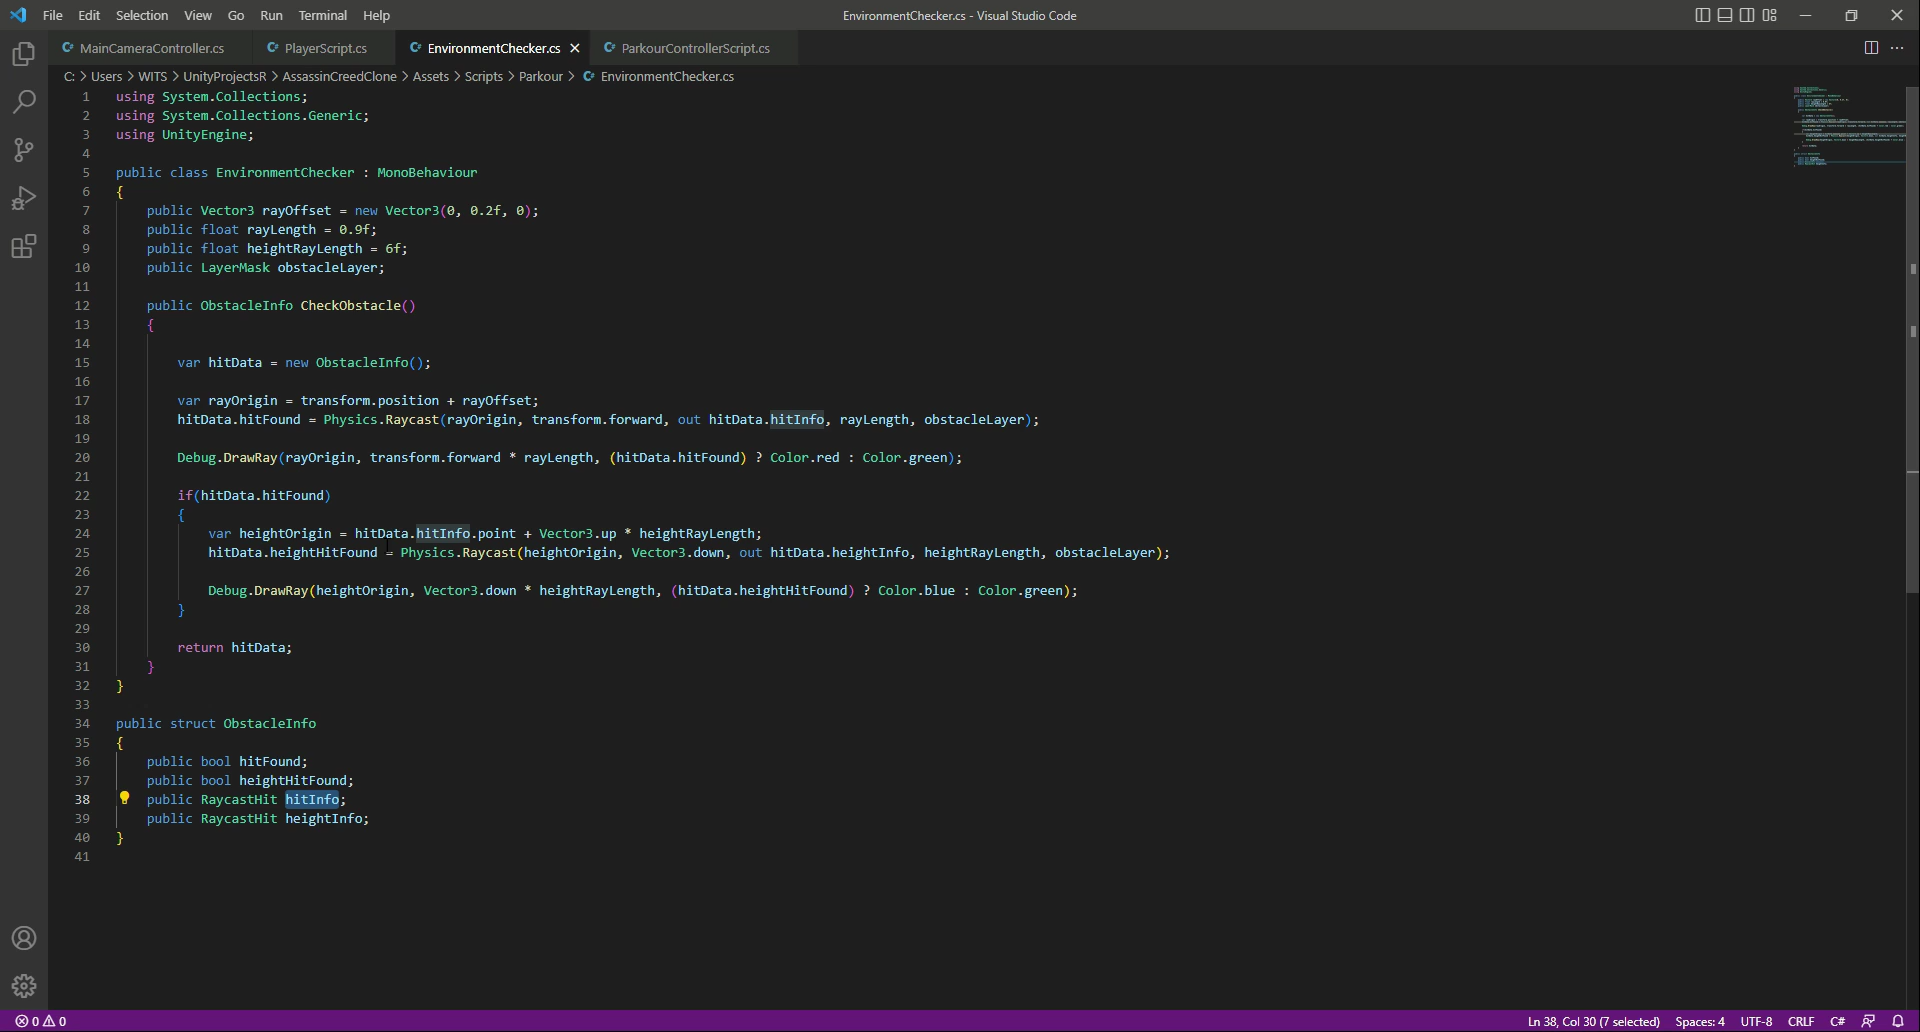 File Edit Selection View Go Run Terminal Help
EnvironmentChecker.cs - Visual Studio Code
MainCameraController.cs PlayerScript.cs EnvironmentChecker.cs ParkourControllerScript.cs
C: > Users > WITS > UnityProjectsR > AssassinCreedClone > Assets > Scripts > Parkour > EnvironmentChecker.cs
1 using System.Collections;
2 using System.Collections.Generic;
3 using UnityEngine;
4
5 public class EnvironmentChecker : MonoBehaviour
6 {
7 public Vector3 rayOffset = new Vector3(0, 0.2f, 0);
8 public float rayLength = 0.9f;
9 public float heightRayLength = 6f;
10 public LayerMask obstacleLayer;
11
12 public ObstacleInfo CheckObstacle()
13 {
14
15 var hitData = new ObstacleInfo();
16
17 var rayOrigin = transform.position + rayOffset;
18 hitData.hitFound = Physics.Raycast(rayOrigin, transform.forward, out hitData.hitInfo, rayLength, obstacleLayer);
19
20 Debug.DrawRay(rayOrigin, transform.forward * rayLength, (hitData.hitFound) ? Color.red : Color.green);
21
22 if(hitData.hitFound)
23 {
24 var heightOrigin = hitData.hitInfo.point + Vector3.up * heightRayLength;
25 hitData.heightHitFound = Physics.Raycast(heightOrigin, Vector3.down, out hitData.heightInfo, heightRayLength, obstacleLayer);
26
27 Debug.DrawRay(heightOrigin, Vector3.down * heightRayLength, (hitData.heightHitFound) ? Color.blue : Color.green);
28 }
29
30 return hitData;
31 }
32 }
33
34 public struct ObstacleInfo
35 {
36 public bool hitFound;
37 public bool heightHitFound;
38 public RaycastHit hitInfo;
39 public RaycastHit heightInfo;
40 }
41
0 0
Ln 38, Col 30 (7 selected) Spaces: 4 UTF-8 CRLF C#